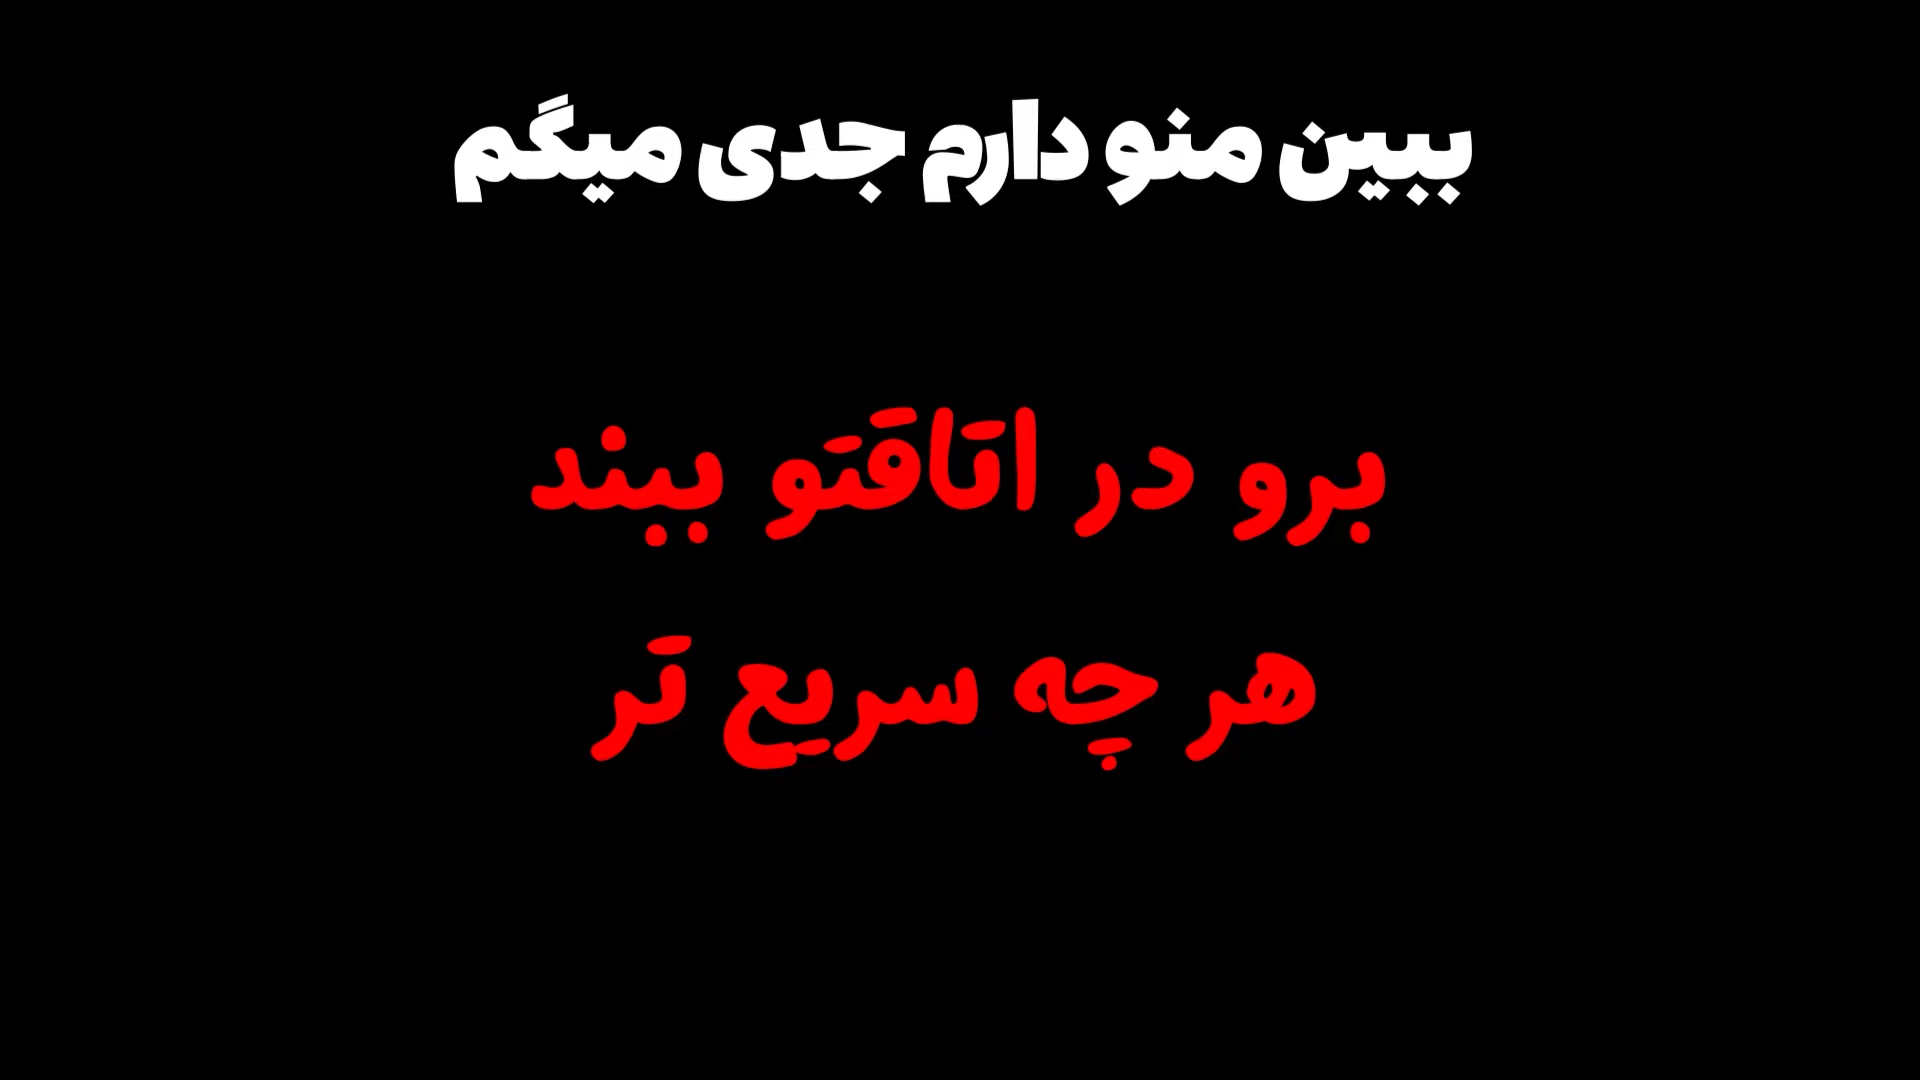 ببین منو دارم جدی میگم
برو در اتاقتو ببند
هر چه سریع تر